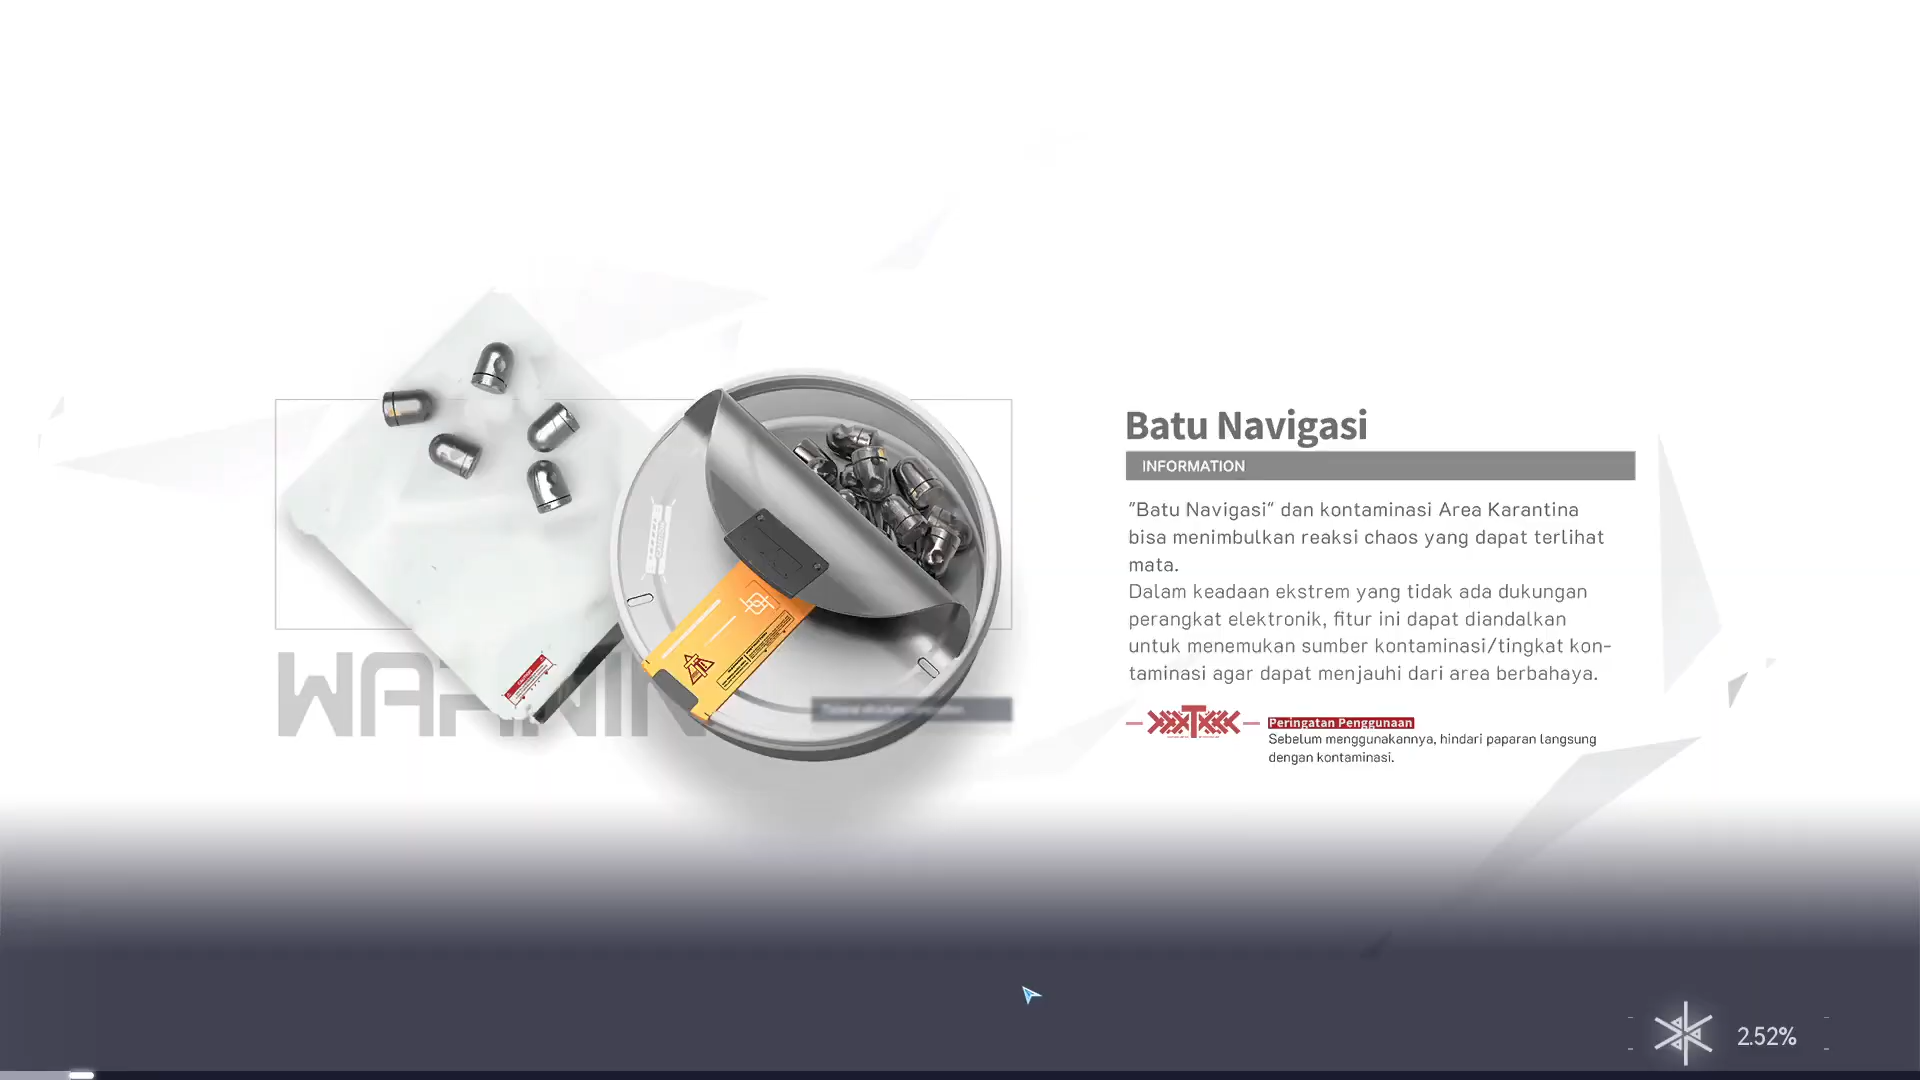 Batu Navigasi
INFORMATION
"Batu Navigasi" dan kontaminasi Area Karantina
bisa menimbulkan reaksi chaos yang dapat terlihat
mata.
Dalam keadaan ekstrem yang tidak ada dukungan
perangkat elektronik, fitur ini dapat diandalkan
untuk menemukan sumber kontaminasi/tingkat kon-
taminasi agar dapat menjauhi dari area berbahaya.
Peringatan Penggunaan
Sebelum menggunakannya, hindari paparan langsung
dengan kontaminasi.
2.52%